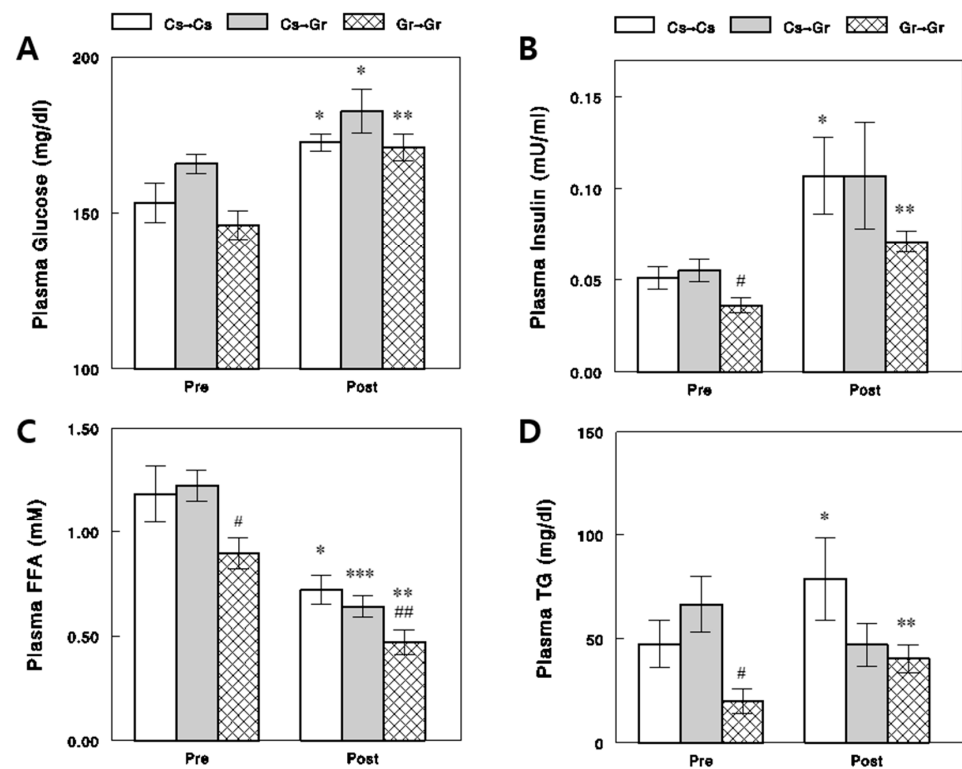 Cs→Cs Cs→Gr Gr→Gr
A
Plasma Glucose (mg/dl)
200
150
100
* * **
Pre Post
Cs→Cs Cs→Gr Gr→Gr
B
Plasma Insulin (mU/ml)
0.15
0.10
0.05
0.00
#
* **
Pre Post
C
Plasma FFA (mM)
1.50
1.00
0.50
0.00
#
* *** **
##
Pre Post
D
Plasma TG (mg/dl)
150
100
50
0
#
* **
Pre Post